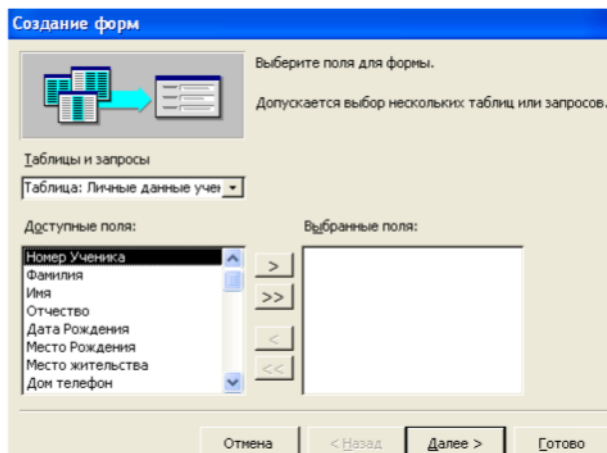 Создание форм
Выберите поля для формы.
Допускается выбор нескольких таблиц или запросов.
Таблицы и запросы
Таблица: Личные данные учен
Доступные поля:
Выбранные поля:
Номер Ученика
Фамилия
Имя
Отчество
Дата Рождения
Место Рождения
Место жительства
Дом телефон
>
>>
<
<<
Отмена
< Назад
Далее >
Готово